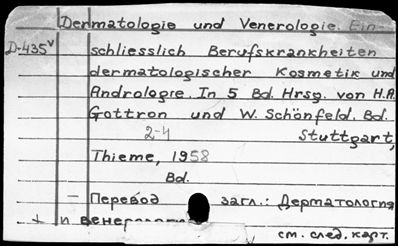 Dermatologie und Venerologie. Ein-
D-435v schliesslich Berufskrankheiten
dermatologischer Kosmetik und
Andrologie. In 5 Bd. Hrsg. von H.A.
Gottron und W. Schönfeld. Bd.
2-4 Stuttgart,
Thieme, 1958
Bd.
— Перевод загл.: Дерматология
и венерология
см. след. карт.